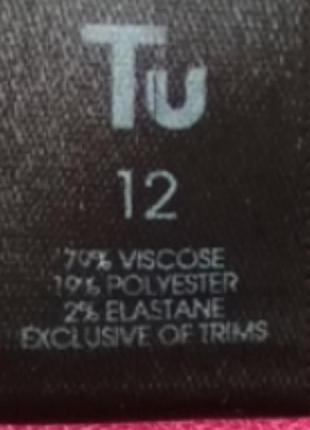 Tu
12
79% VISCOSE
19% POLYESTER
2% ELASTANE
EXCLUSIVE OF TRIMS